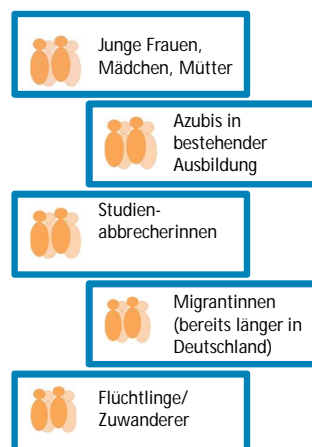 Junge Frauen,
Mädchen, Mütter
Azubis in
bestehender
Ausbildung
Studien-
abbrecherinnen
Migrantinnen
(bereits länger in
Deutschland)
Flüchtlinge/
Zuwanderer